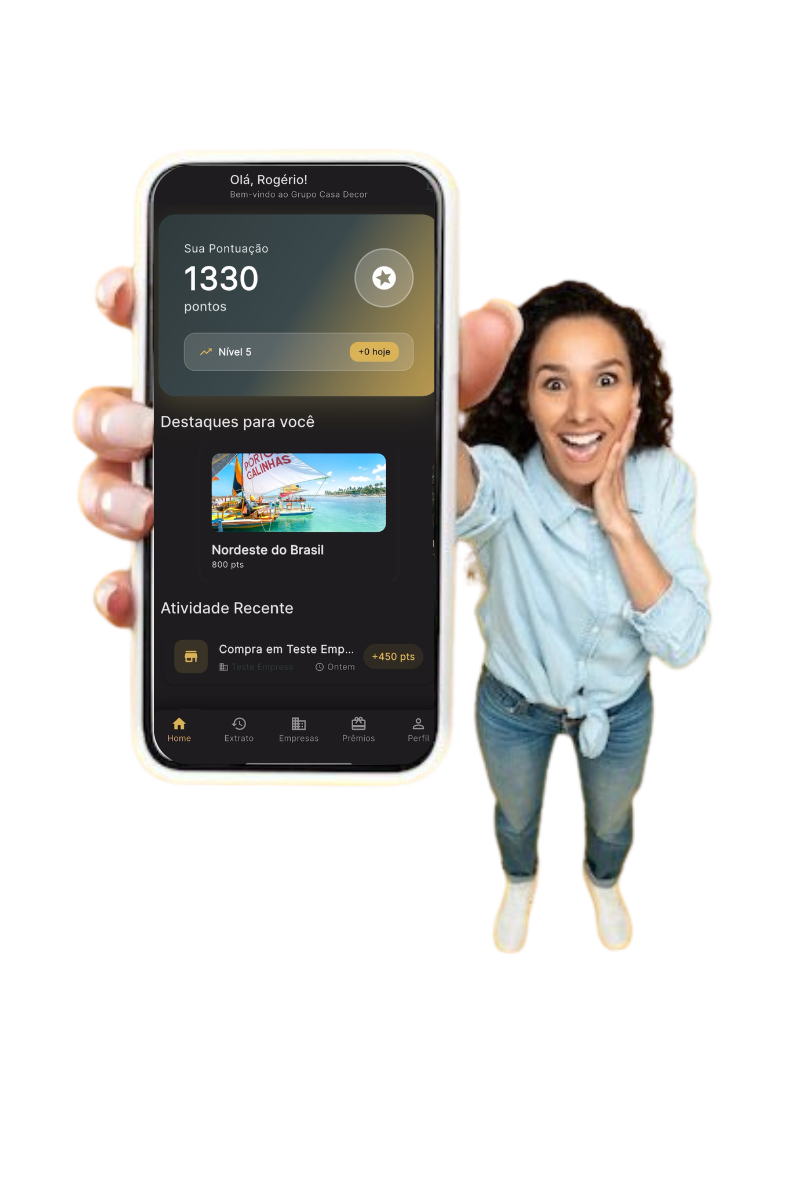 Olá, Rogério!
Bem-vindo ao Grupo Casa Decor
Sua Pontuação
1330
pontos
Nível 5
+0 hoje
Destaques para você
PORTO
GALINHAS
Nordeste do Brasil
800 pts
Atividade Recente
Compra em Teste Emp...
+450 pts
Teste Empresa
Ontem
Home
Extrato
Empresas
Prêmios
Perfil